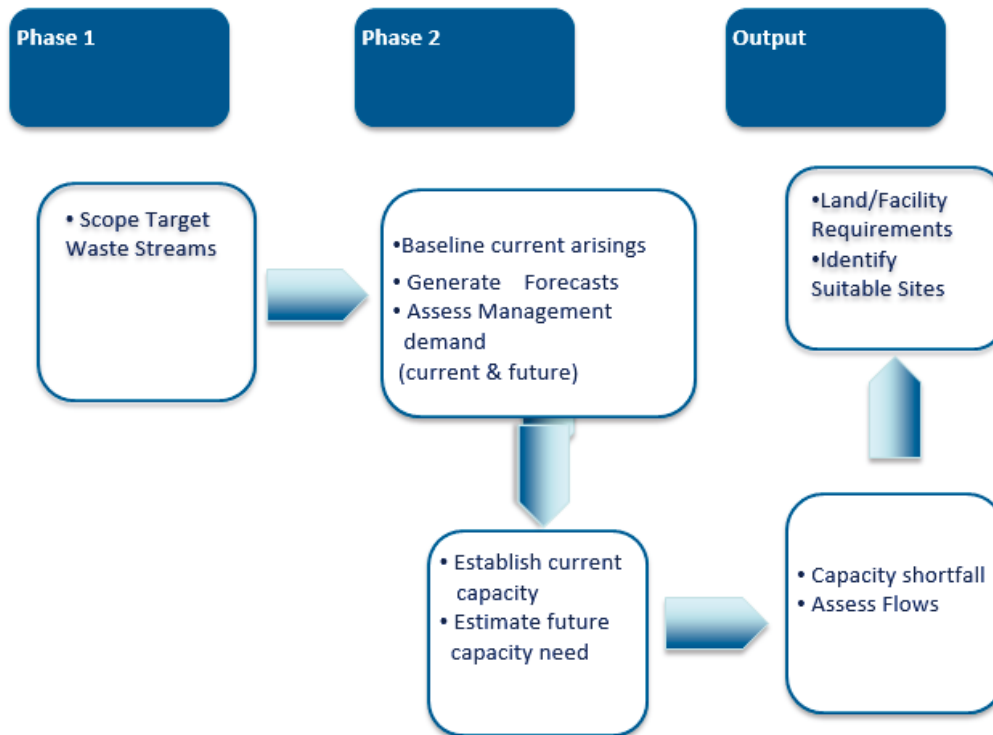 Phase 1
Phase 2
Output
• Scope Target
Waste Streams
•Baseline current arisings
• Generate Forecasts
• Assess Management
demand
(current & future)
• Establish current
capacity
• Estimate future
capacity need
• Capacity shortfall
• Assess Flows
•Land/Facility
Requirements
•Identify
Suitable Sites